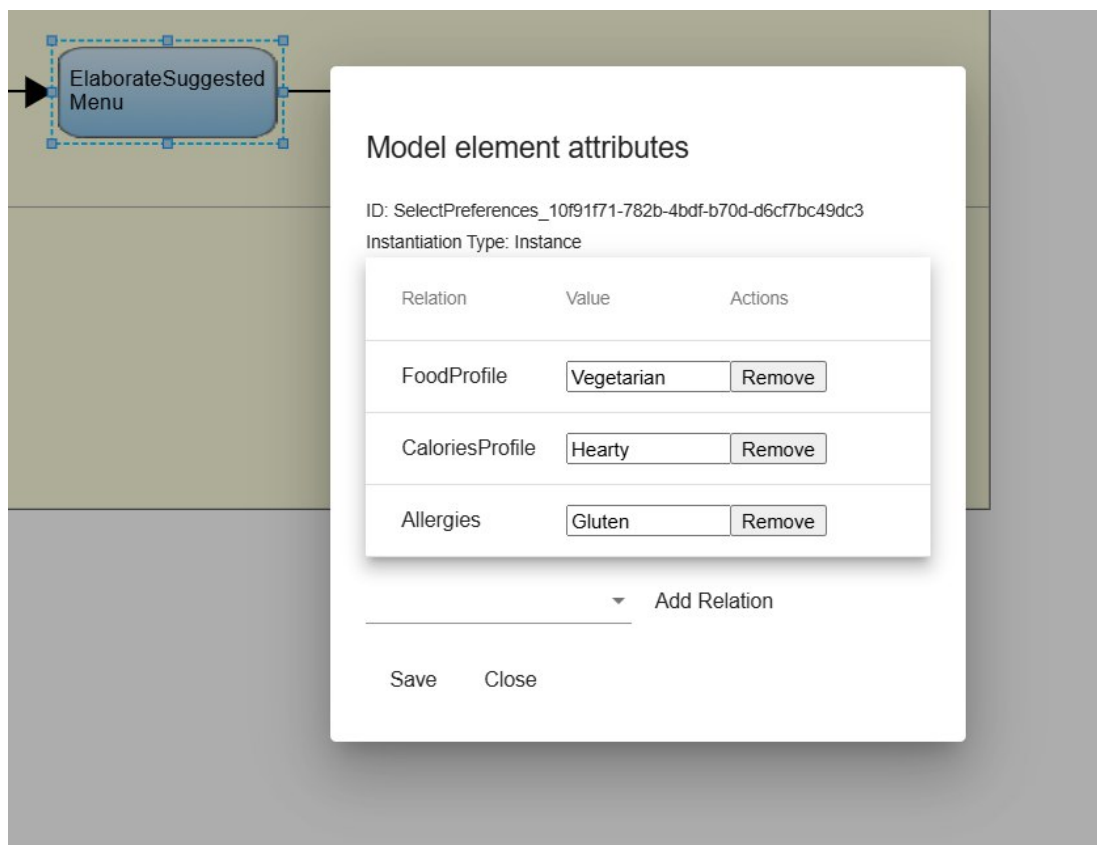 ElaborateSuggested
Menu
Model element attributes
ID: SelectPreferences_10f91f71-782b-4bdf-b70d-d6cf7bc49dc3
Instantiation Type: Instance
Relation Value Actions
FoodProfile Vegetarian Remove
CaloriesProfile Hearty Remove
Allergies Gluten Remove
Add Relation
Save Close